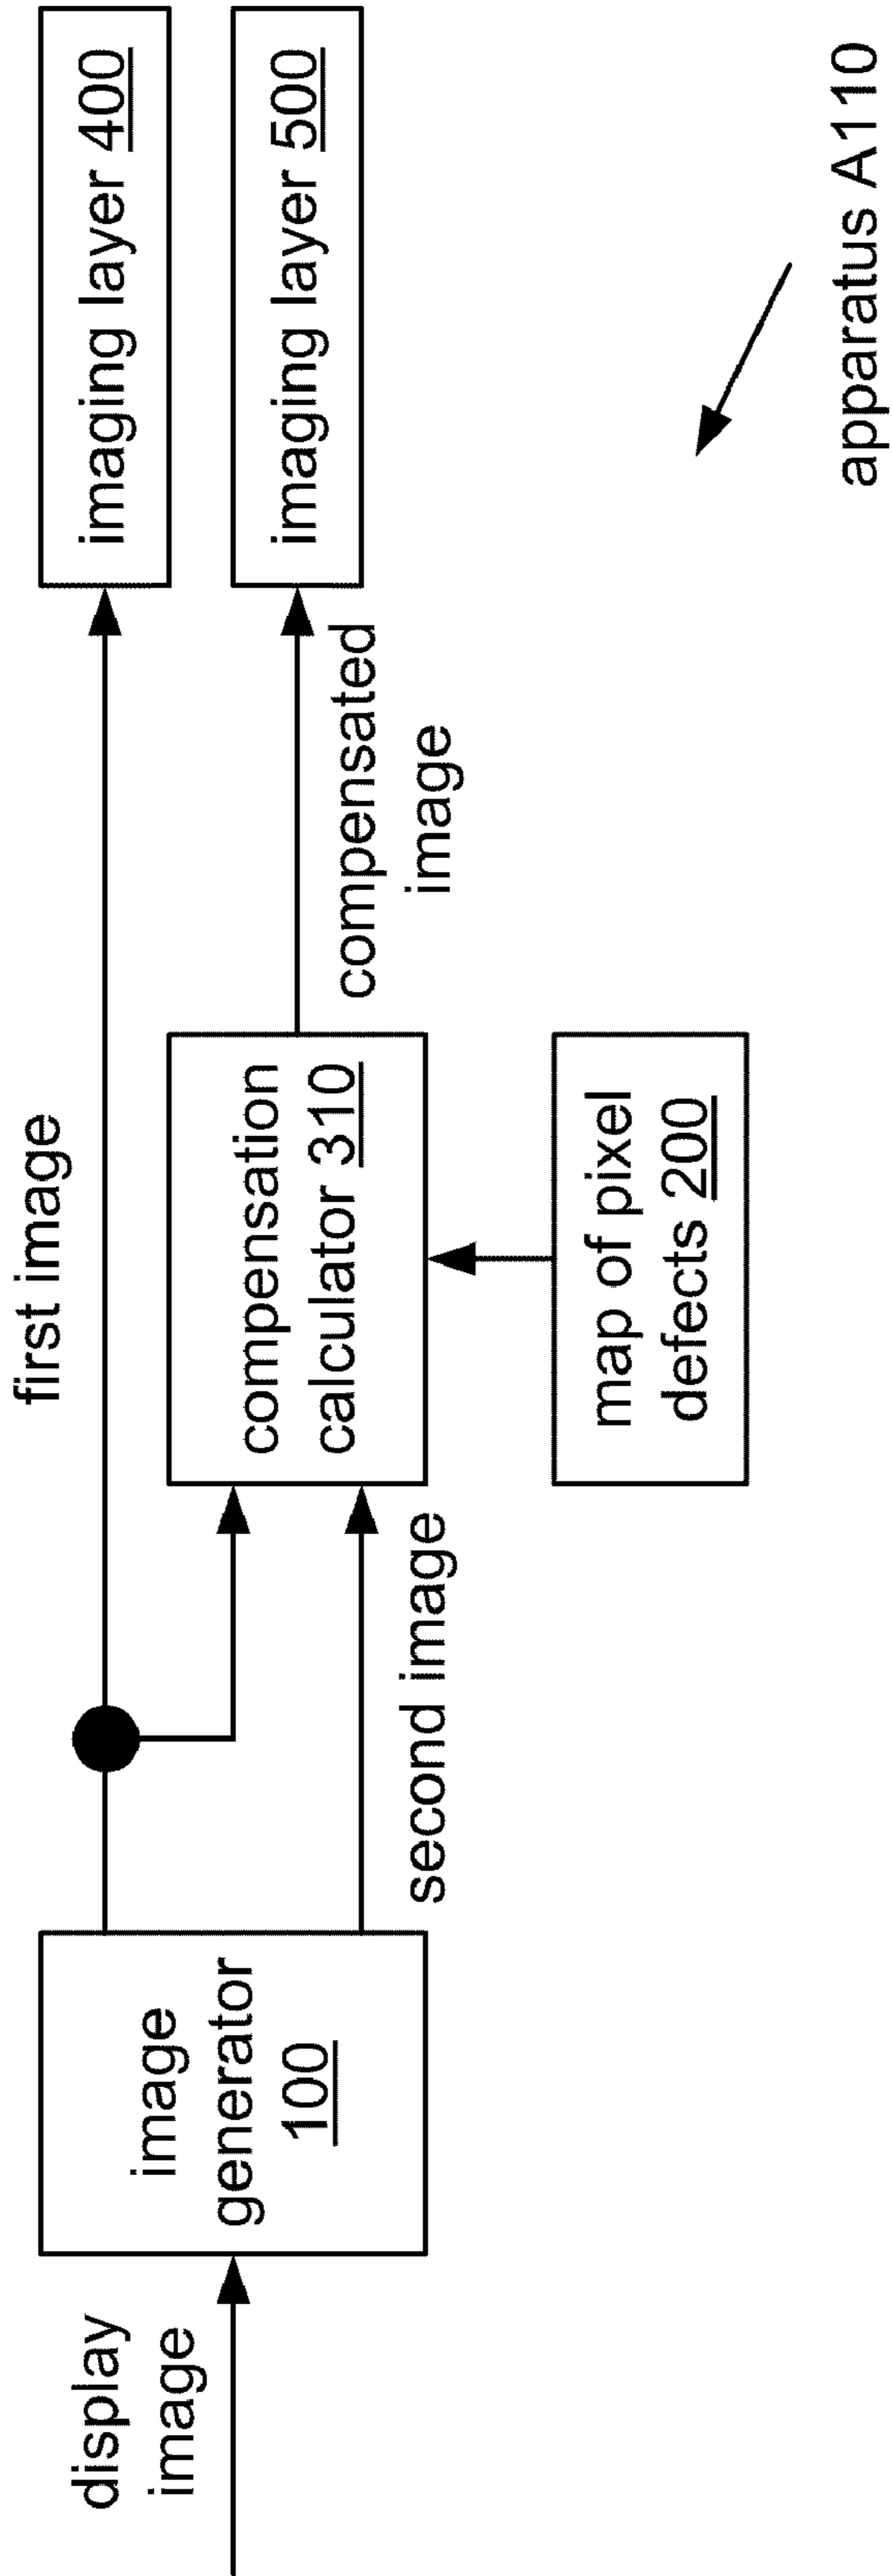 display
image
image
generator
100
first image
second image
compensation
calculator 310
map of pixel
defects 200
compensated
image
imaging layer 400
imaging layer 500
apparatus A110